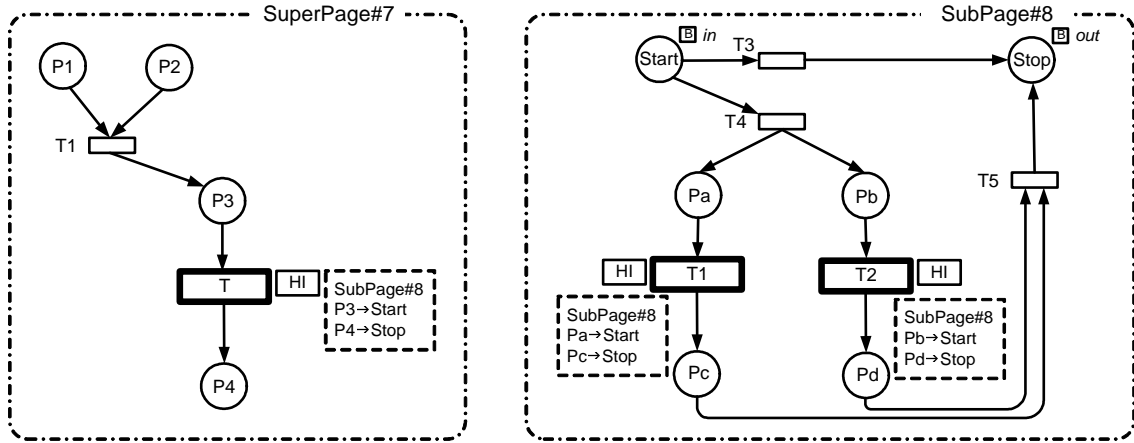 SuperPage#7
P1
P2
T1
P3
T
HI
SubPage#8
P3→Start
P4→Stop
P4
SubPage#8
Start
B in
T3
Stop
B out
T4
Pa
Pb
T5
HI
T1
T2
HI
SubPage#8
Pa→Start
Pc→Stop
SubPage#8
Pb→Start
Pd→Stop
Pc
Pd